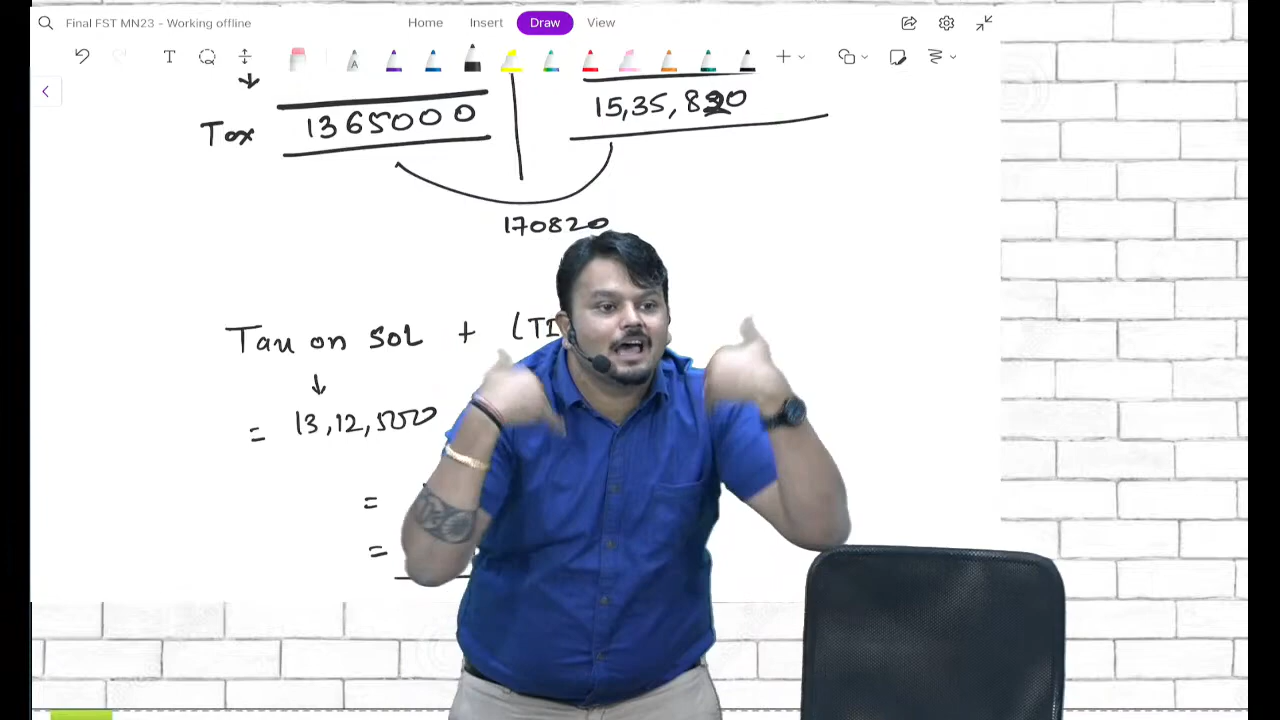 Final FST MN23 - Working offline
Home Insert Draw View
T
A
Tax 1365000 15,35,820
170820
Tax on SOL + (TI
= 13,12,500
=
=